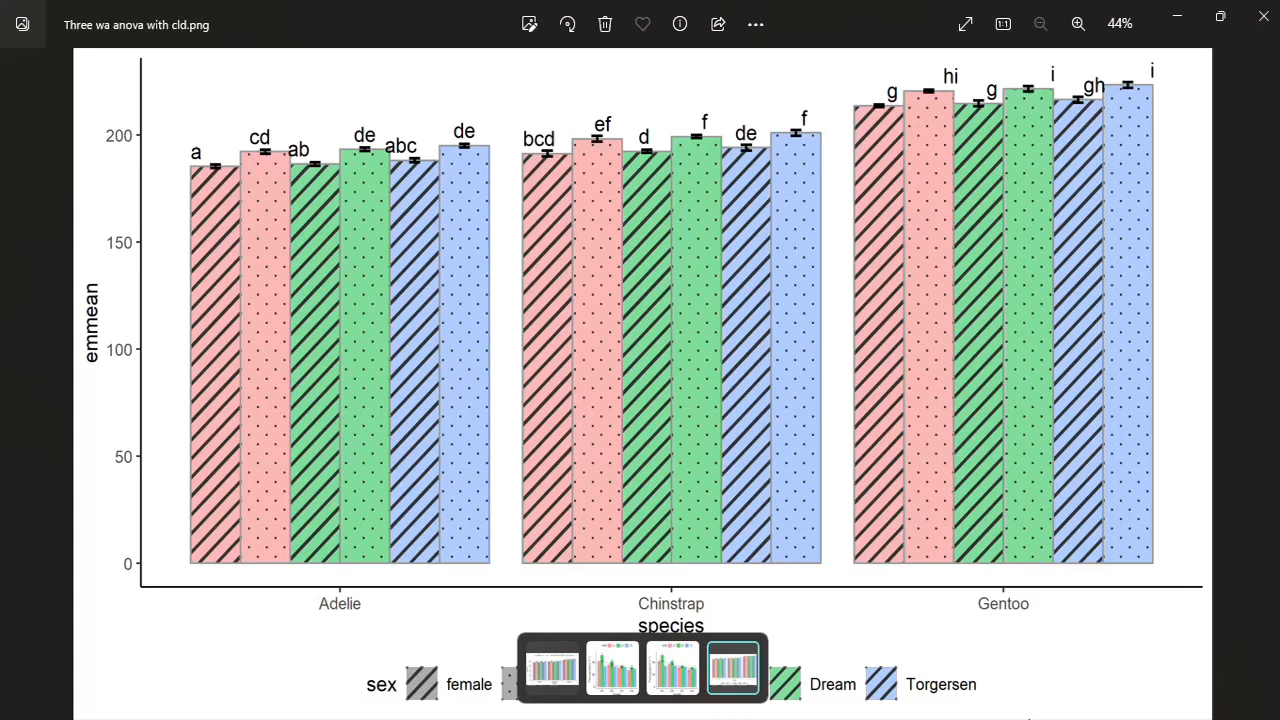 Three wa anova with cld.png
44%
hi
i
g
g
gh
i
cd
de
de
ef
f
f
a
ab
abc
bcd
d
de
200
150
100
50
0
emmean
Adelie Chinstrap Gentoo
species
sex female Dream Torgersen